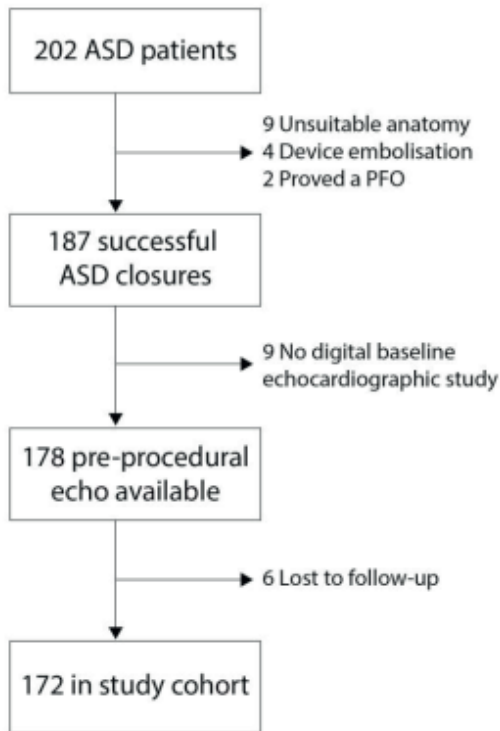 202 ASD patients
9 Unsuitable anatomy
4 Device embolisation
2 Proved a PFO
187 successful
ASD closures
9 No digital baseline
echocardiographic study
178 pre-procedural
echo available
6 Lost to follow-up
172 in study cohort